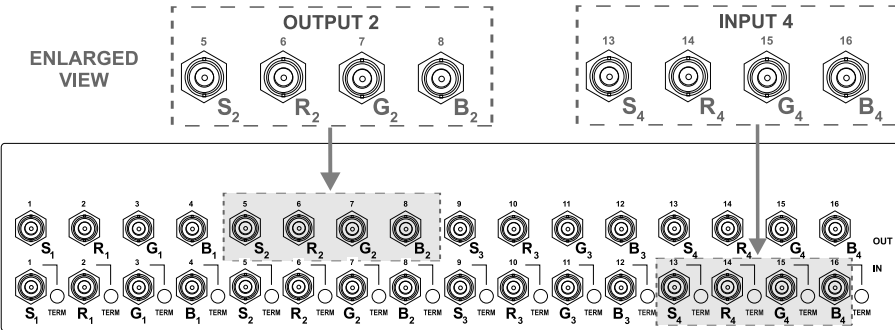 OUTPUT 2
INPUT 4
5 6 7 8
13 14 15 16
ENLARGED
VIEW
S2 R2 G2 B2
S4 R4 G4 B4
1 2 3 4 5 6 7 8 9 10 11 12 13 14 15 16
S1 R1 G1 B1 S2 R2 G2 B2 S3 R3 G3 B3 S4 R4 G4 B4
OUT
1 2 3 4 5 6 7 8 9 10 11 12 13 14 15 16
IN
S1 TERM R1 TERM G1 TERM B1 TERM S2 TERM R2 TERM G2 TERM B2 TERM S3 TERM R3 TERM G3 TERM B3 TERM S4 TERM R4 TERM G4 TERM B4 TERM